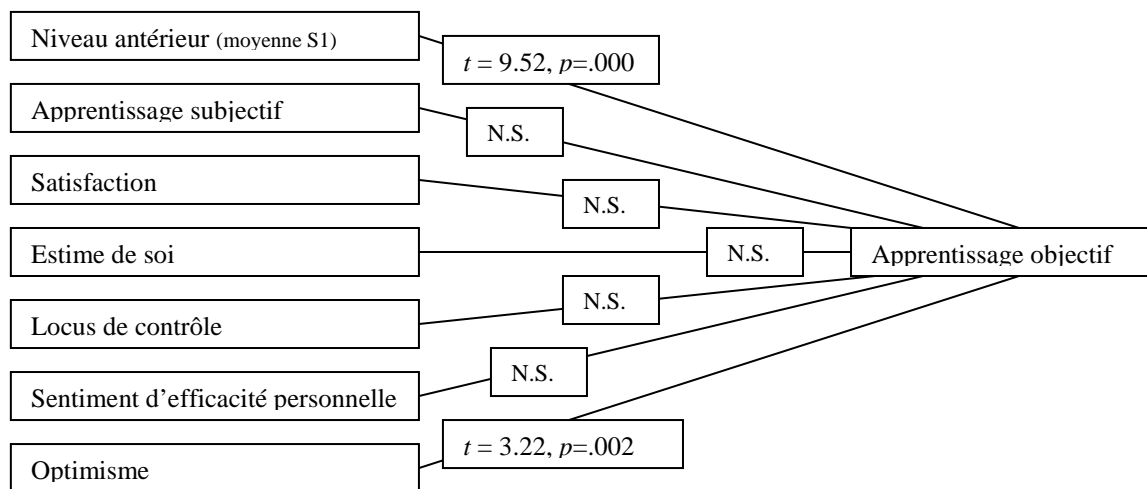 Niveau antérieur (moyenne S1)
t = 9.52, p=.000
Apprentissage subjectif
N.S.
Satisfaction
N.S.
Estime de soi
N.S.
Apprentissage objectif
Locus de contrôle
N.S.
Sentiment d’efficacité personnelle
N.S.
Optimisme
t = 3.22, p=.002